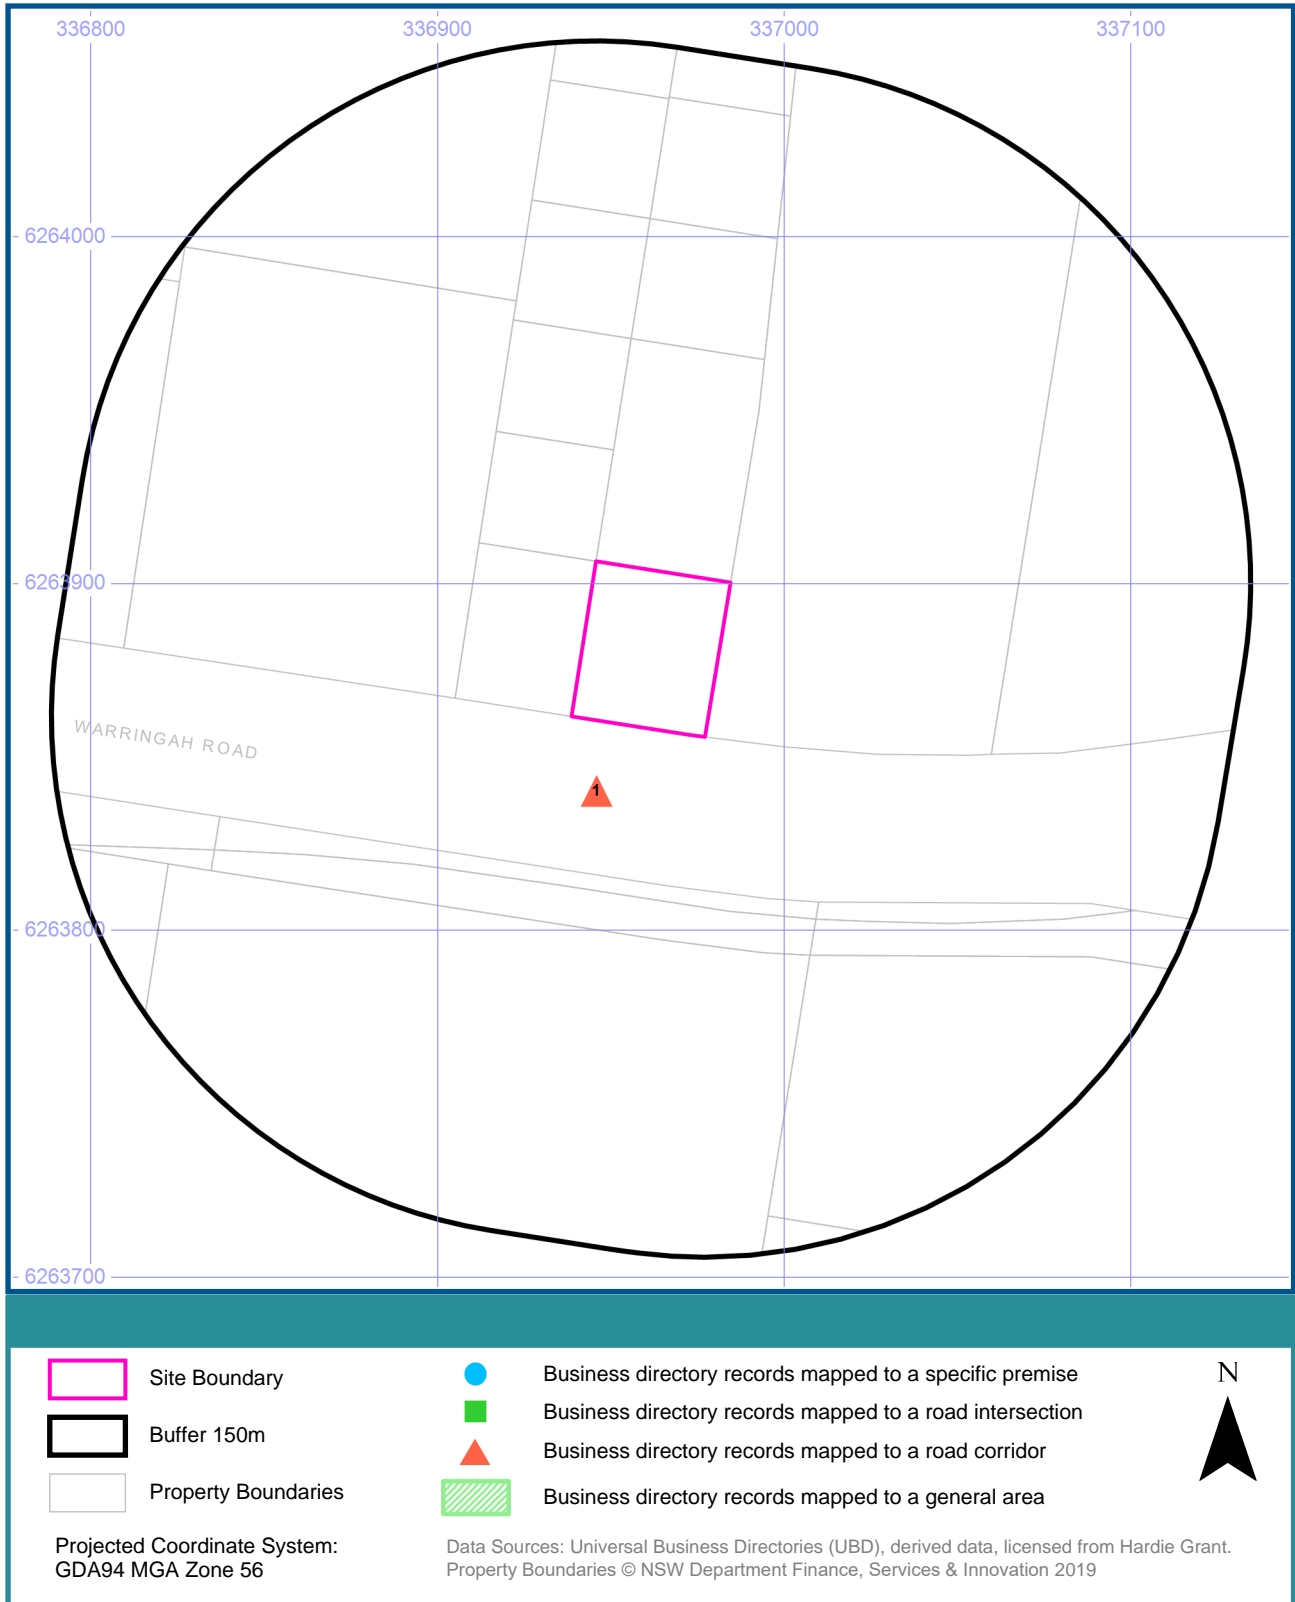 336800
336900
337000
337100
6264000
6263900
WARRINGAH ROAD
1
6263800
6263700
Site Boundary
Buffer 150m
Property Boundaries
Projected Coordinate System:
GDA94 MGA Zone 56
Business directory records mapped to a specific premise
Business directory records mapped to a road intersection
Business directory records mapped to a road corridor
Business directory records mapped to a general area
N
Data Sources: Universal Business Directories (UBD), derived data, licensed from Hardie Grant.
Property Boundaries © NSW Department Finance, Services & Innovation 2019